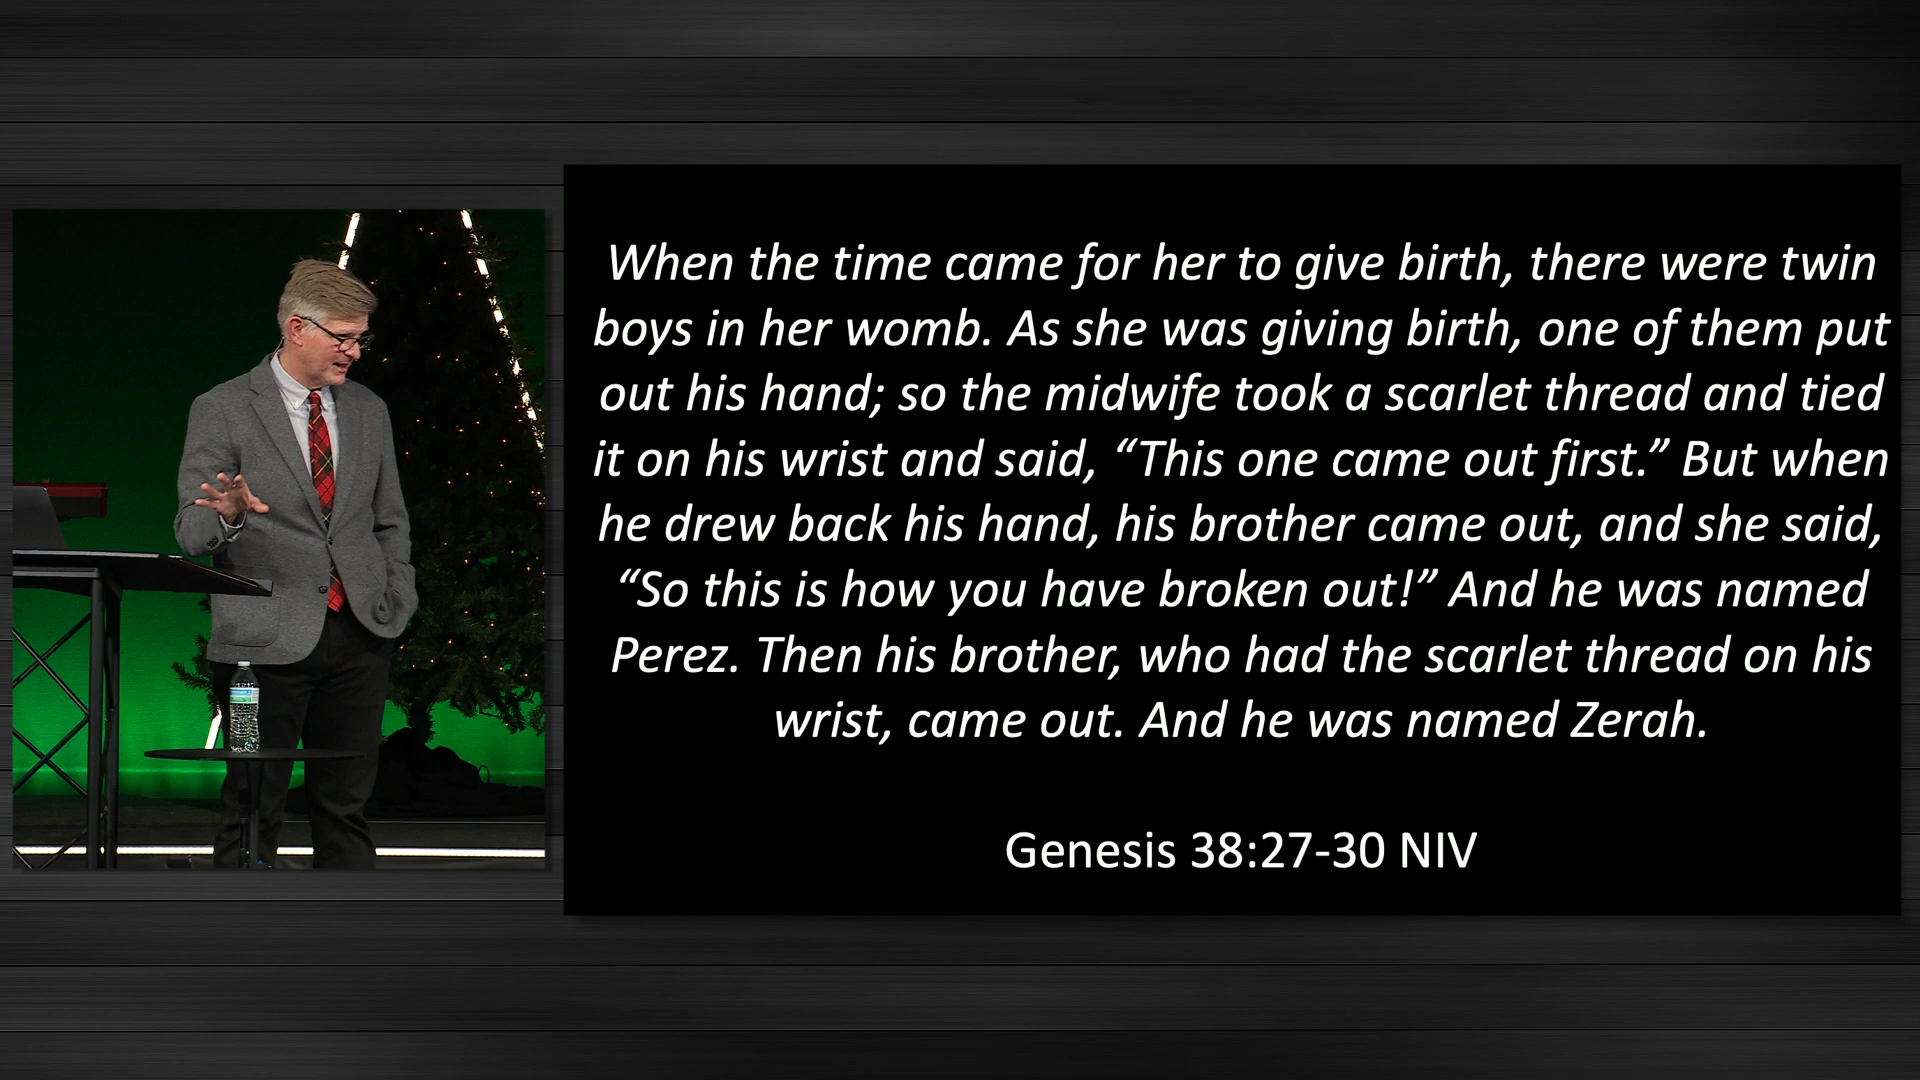 When the time came for her to give birth, there were twin
boys in her womb. As she was giving birth, one of them put
out his hand; so the midwife took a scarlet thread and tied
it on his wrist and said, “This one came out first.” But when
he drew back his hand, his brother came out, and she said,
“So this is how you have broken out!” And he was named
Perez. Then his brother, who had the scarlet thread on his
wrist, came out. And he was named Zerah.
Genesis 38:27-30 NIV